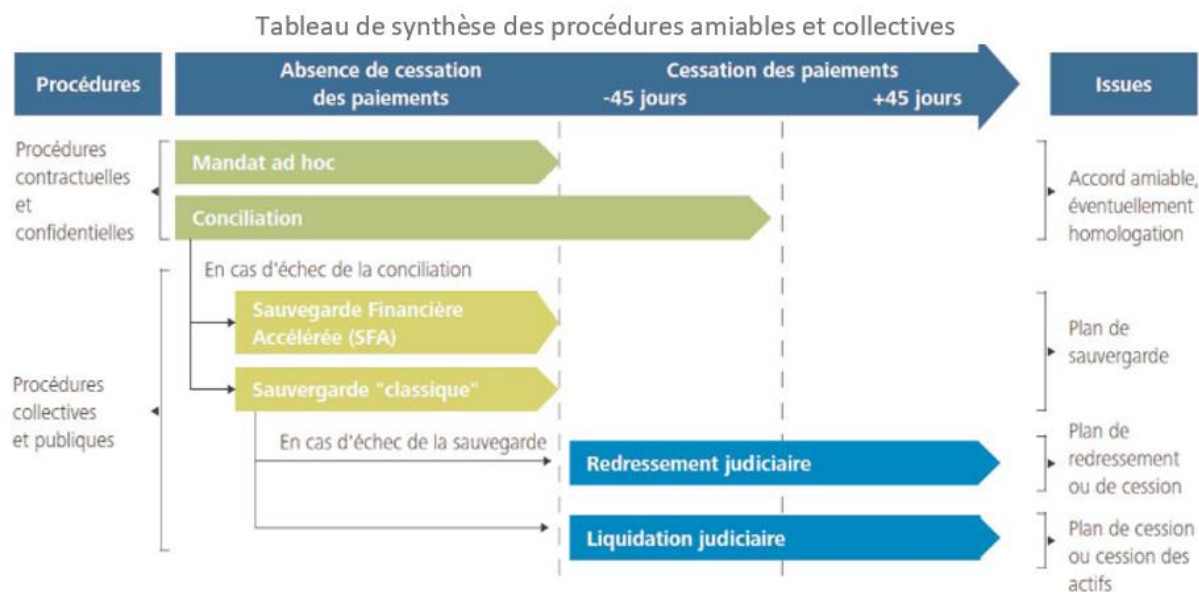 Tableau de synthèse des procédures amiables et collectives
Procédures
Absence de cessation
des paiements
Cessation des paiements
-45 jours
+45 jours
Issues
Procédures
contractuelles
et
confidentielles
Mandat ad hoc
Conciliation
Accord amiable,
éventuellement
homologation
En cas d'échec de la conciliation
Sauvegarde Financière
Accélérée (SFA)
Sauvergarde "classique"
Plan de
sauvergarde
Procédures
collectives
et publiques
En cas d'échec de la sauvegarde
Redressement judiciaire
Plan de
redressement
ou de cession
Liquidation judiciaire
Plan de cession
ou cession des
actifs